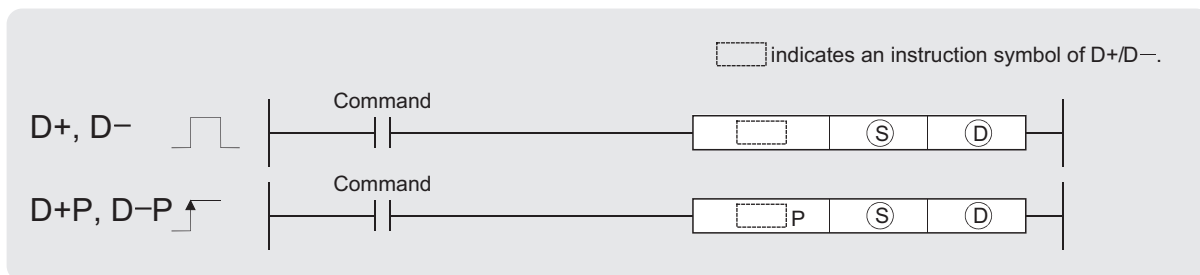 indicates an instruction symbol of D+/D−.
Command
D+, D− S D
Command
D+P, D−P P S D